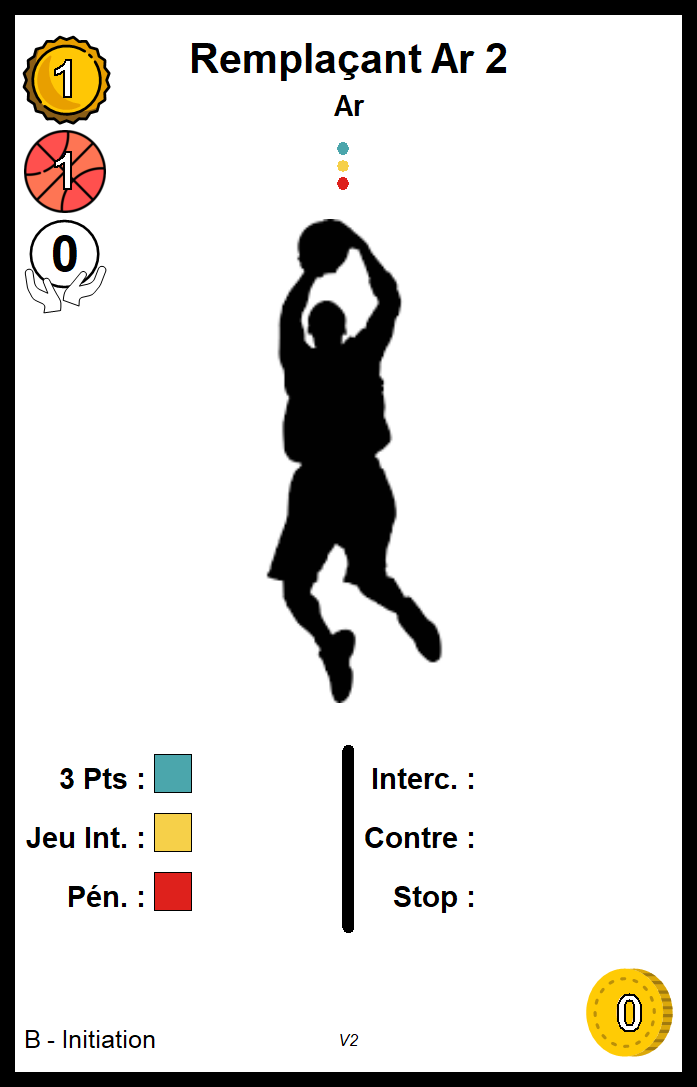 1
Remplaçant Ar 2
Ar
1
0
3 Pts :
Jeu Int. :
Pén. :
Interc. :
Contre :
Stop :
0
B - Initiation
V2